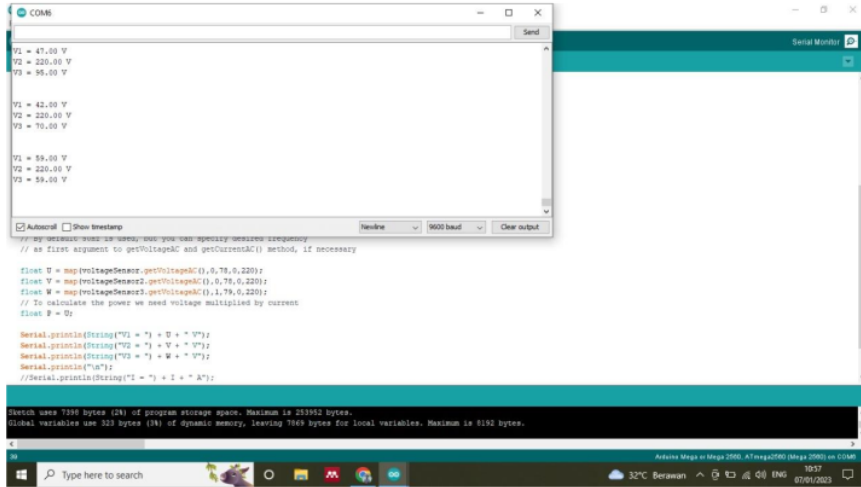 COM6
Send
Serial Monitor
V1 = 47.00 V
V2 = 220.00 V
V3 = 95.00 V
V1 = 42.00 V
V2 = 220.00 V
V3 = 70.00 V
V1 = 59.00 V
V2 = 220.00 V
V3 = 59.00 V
Autoscroll Show timestamp Newline 9600 baud Clear output
// as first argument to getVoltageAC and getCurrentAC() method, if necessary
float U = map(voltageSensor.getVoltageAC(),0,78,0,220);
float V = map(voltageSensor2.getVoltageAC(),0,78,0,220);
float W = map(voltageSensor3.getVoltageAC(),1,79,0,220);
// To calculate the power we need voltage multiplied by current
float P = U;
Serial.println(String("V1 = ") + U + " V");
Serial.println(String("V2 = ") + V + " V");
Serial.println(String("V3 = ") + W + " V");
Serial.println("\n");
//Serial.println(String("I = ") + I + " A");
Sketch uses 7398 bytes (2%) of program storage space. Maximum is 253952 bytes.
Global variables use 323 bytes (3%) of dynamic memory, leaving 7869 bytes for local variables. Maximum is 8192 bytes.
Arduino Mega or Mega 2560, ATmega2560 (Mega 2560) on COM6
Type here to search
32°C Berawan
ENG
10:57
07/01/2023